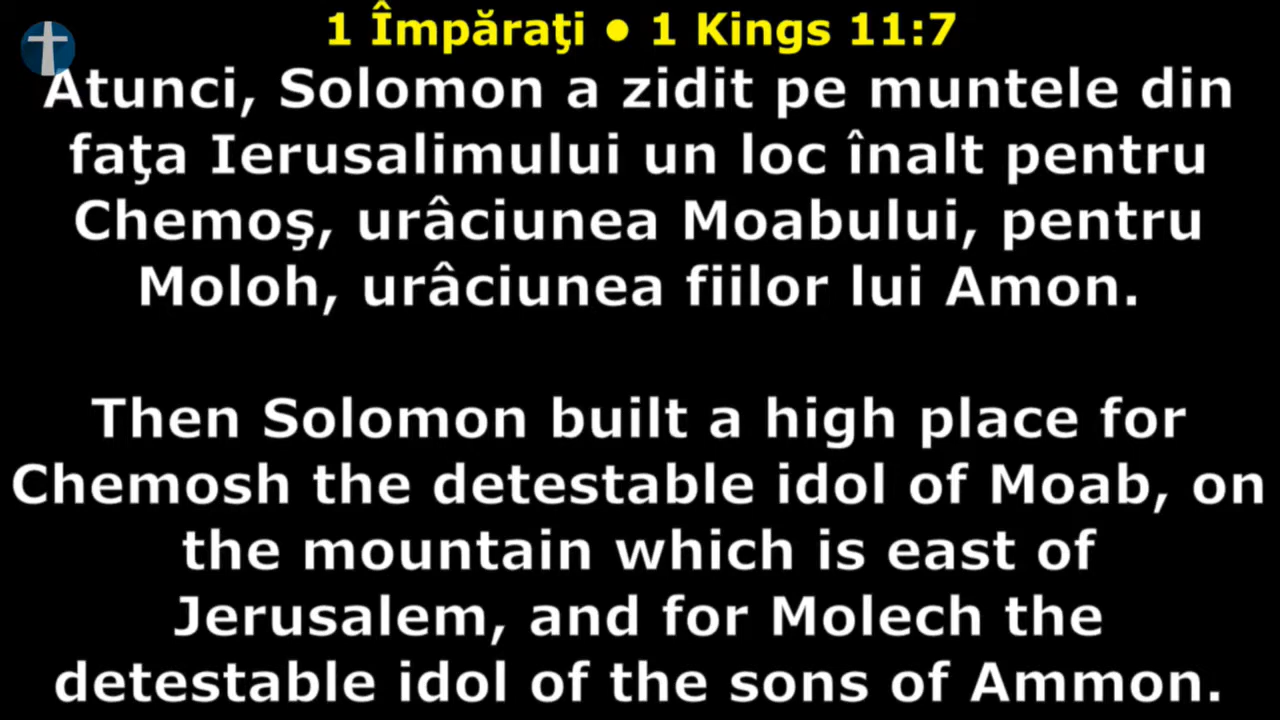 1 Împăraţi • 1 Kings 11:7
Atunci, Solomon a zidit pe muntele din
faţa Ierusalimului un loc înalt pentru
Chemoş, urâciunea Moabului, pentru
Moloh, urâciunea fiilor lui Amon.
Then Solomon built a high place for
Chemosh the detestable idol of Moab, on
the mountain which is east of
Jerusalem, and for Molech the
detestable idol of the sons of Ammon.